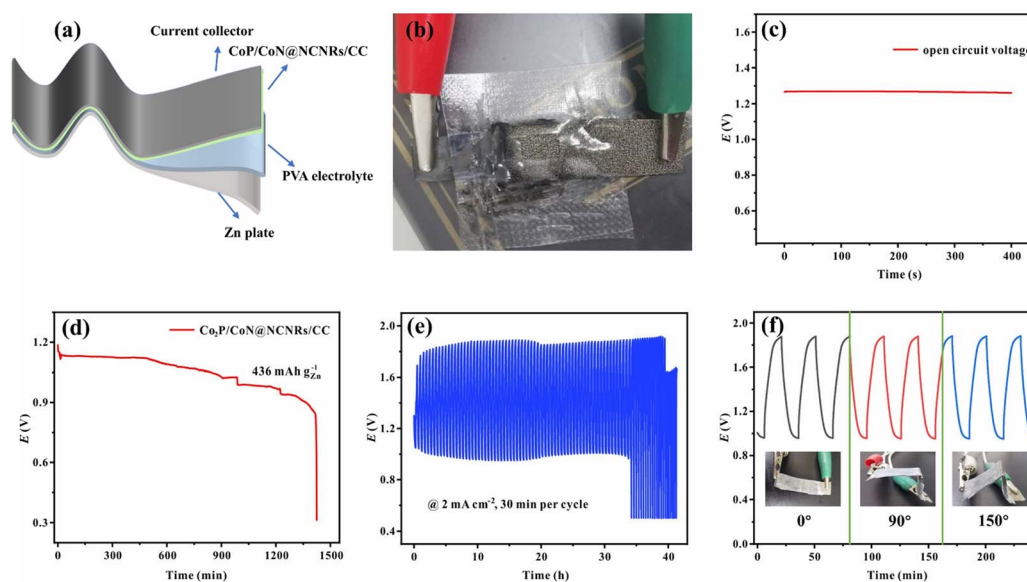 (a)
Current collector
CoP/CoN@NCNRs/CC
PVA electrolyte
Zn plate
(b)
(c)
open circuit voltage
1.6
1.4
1.2
1.0
0.8
0.6
E (V)
0 100 200 300 400
Time (s)
(d)
Co₂P/CoN@NCNRs/CC
436 mAh g⁻¹Zn
1.2
0.9
0.6
0.3
E (V)
0 300 600 900 1200 1500
Time (min)
(e)
2.0
1.6
1.2
0.8
0.4
E (V)
@ 2 mA cm⁻², 30 min per cycle
0 10 20 30 40
Time (h)
(f)
2.0
1.6
1.2
0.8
0.4
0.0
E (V)
0° 90° 150°
0 50 100 150 200
Time (min)